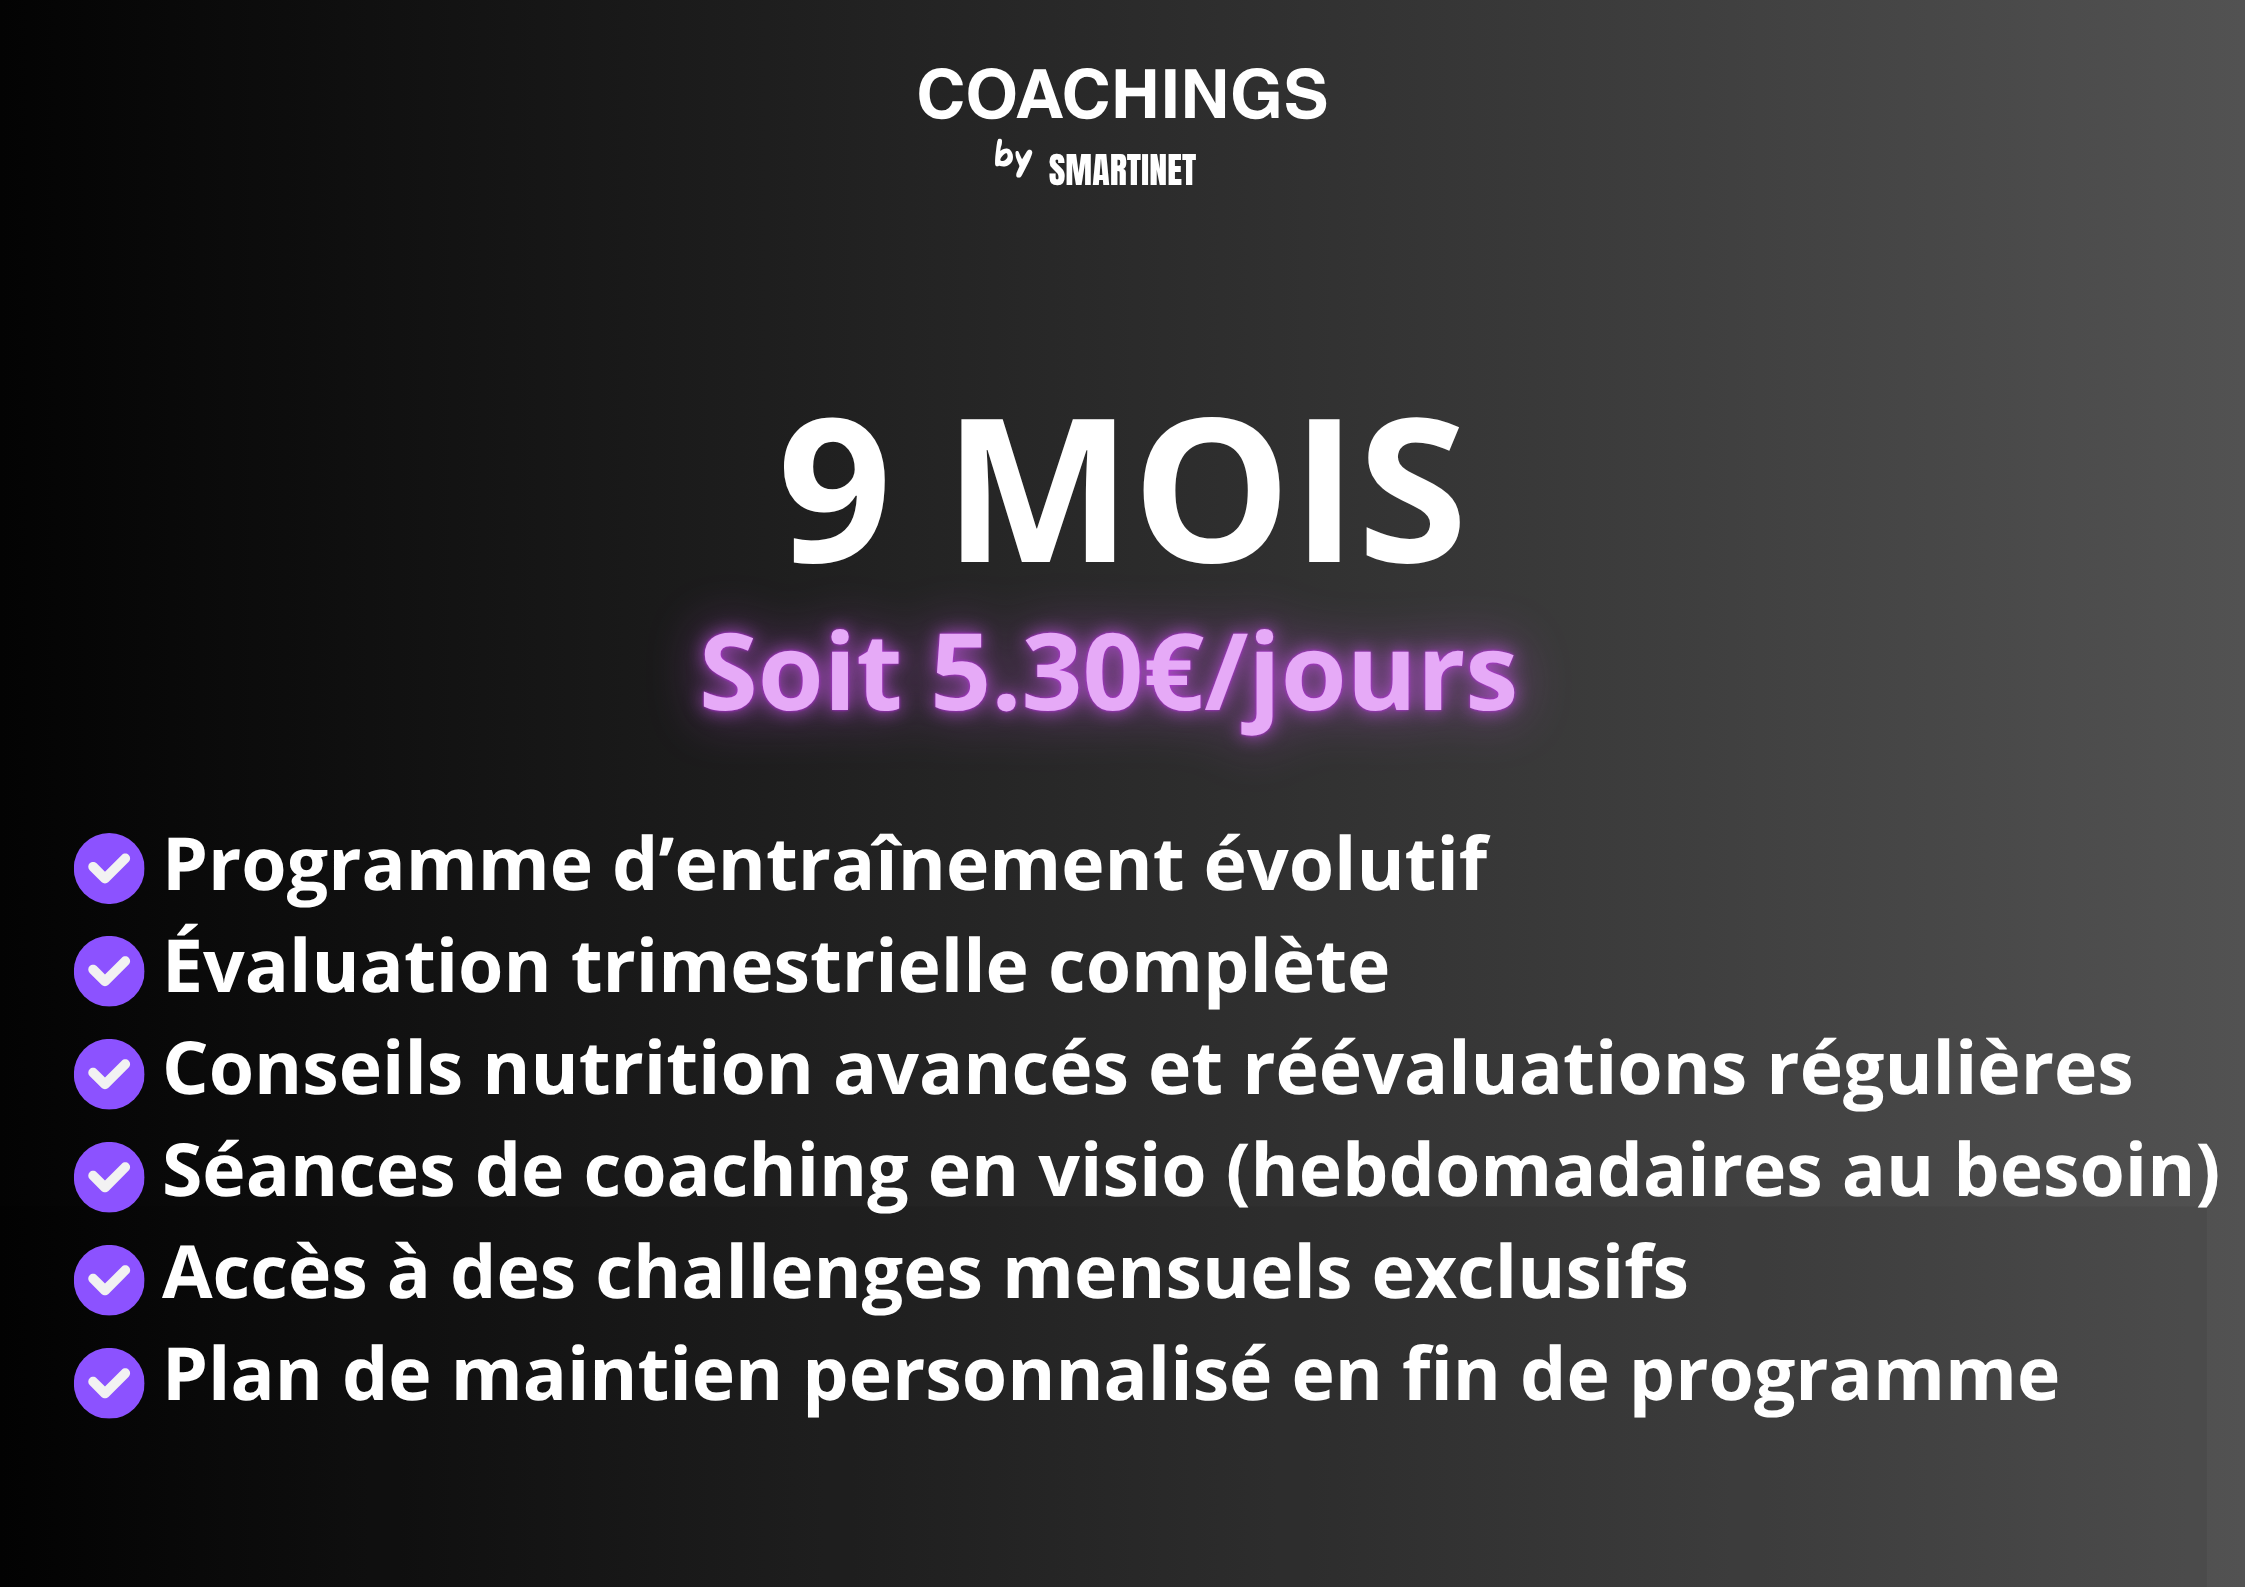 COACHINGS
by SMARTINET
9 MOIS
Soit 5.30€/jours
Programme d’entraînement évolutif
Évaluation trimestrielle complète
Conseils nutrition avancés et réévaluations régulières
Séances de coaching en visio (hebdomadaires au besoin)
Accès à des challenges mensuels exclusifs
Plan de maintien personnalisé en fin de programme